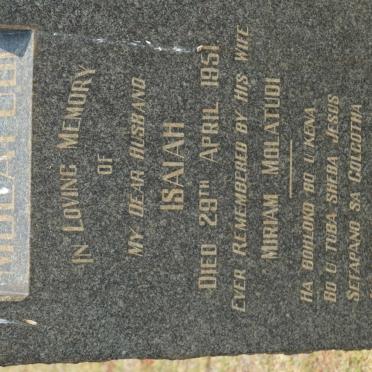 IN LOVING MEMORY
OF
MY DEAR HUSBAND
ISAIAH
DIED 29TH APRIL 1951
EVER REMEMBERED BY HIS WIFE
MIRIAM MOLATUDI
HA BOHLOKO BO U KENA
BO U TUBA SHEBA JESUS
SETAPANO SA GOLGOTHA